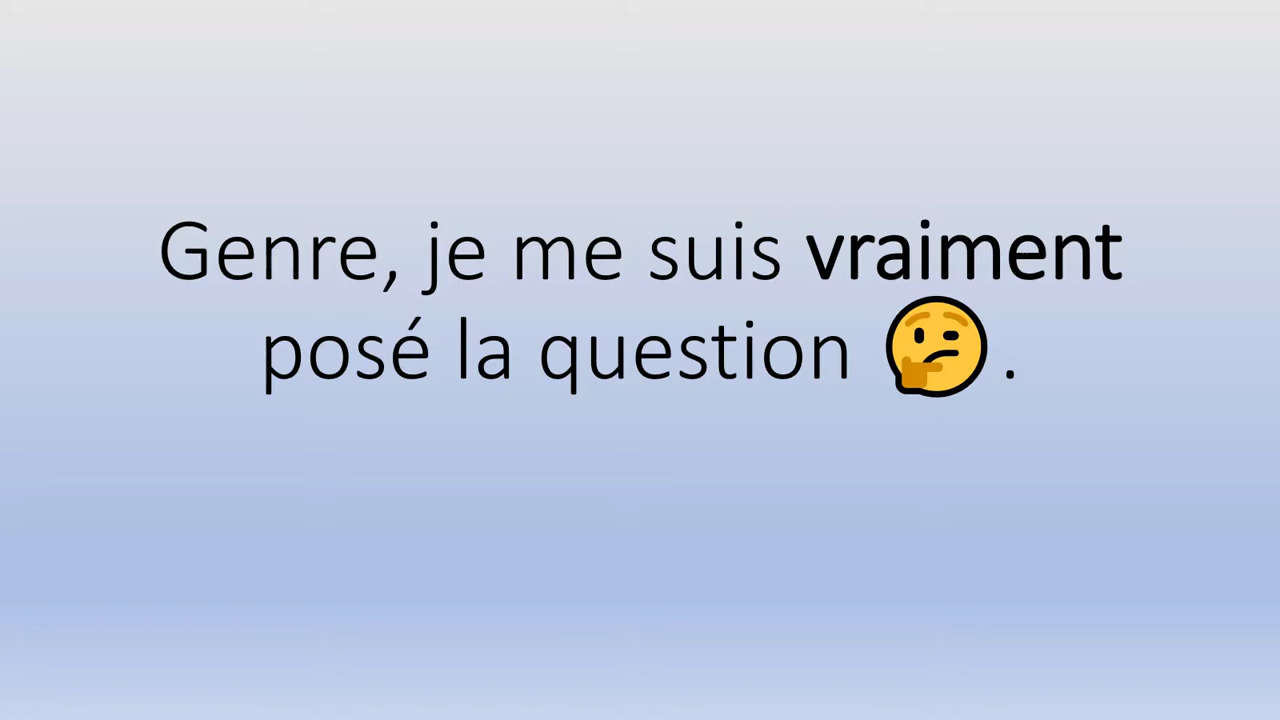 Genre, je me suis vraiment
posé la question 🤔.